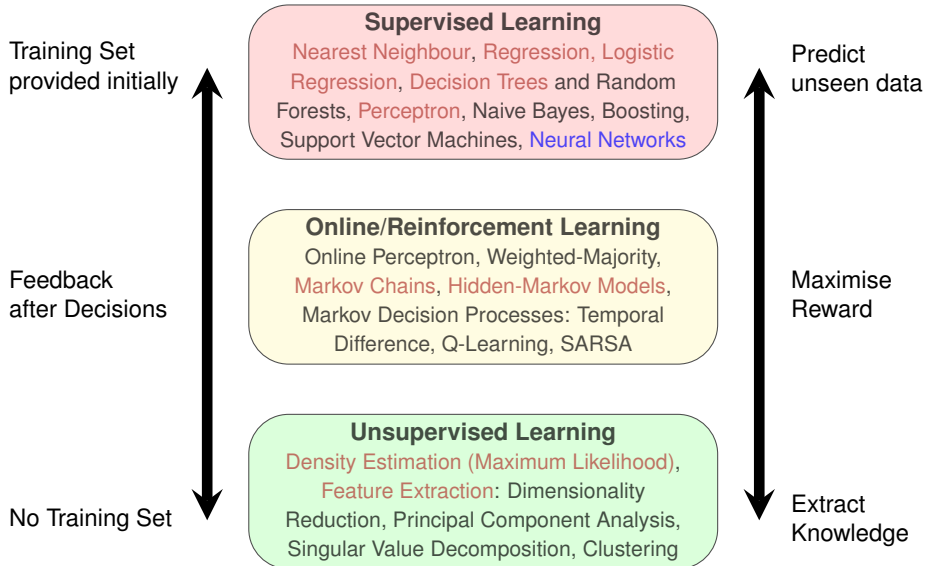 Supervised Learning
Training Set
provided initially
Nearest Neighbour, Regression, Logistic
Regression, Decision Trees and Random
Forests, Perceptron, Naive Bayes, Boosting,
Support Vector Machines, Neural Networks
Predict
unseen data
Online/Reinforcement Learning
Feedback
after Decisions
Online Perceptron, Weighted-Majority,
Markov Chains, Hidden-Markov Models,
Markov Decision Processes: Temporal
Difference, Q-Learning, SARSA
Maximise
Reward
Unsupervised Learning
No Training Set
Density Estimation (Maximum Likelihood),
Feature Extraction: Dimensionality
Reduction, Principal Component Analysis,
Singular Value Decomposition, Clustering
Extract
Knowledge